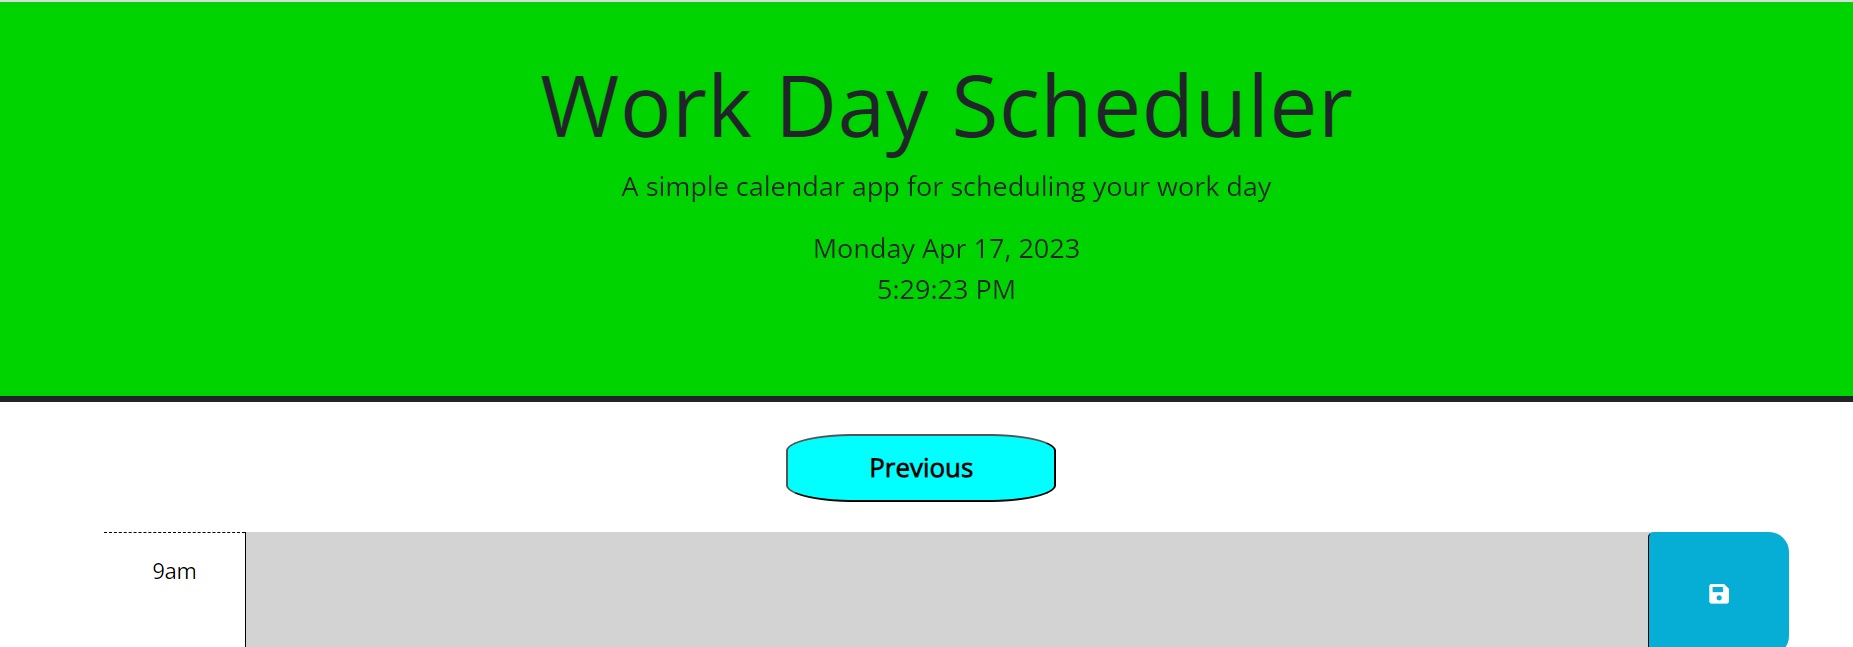 Work Day Scheduler
A simple calendar app for scheduling your work day
Monday Apr 17, 2023
5:29:23 PM
Previous
9am